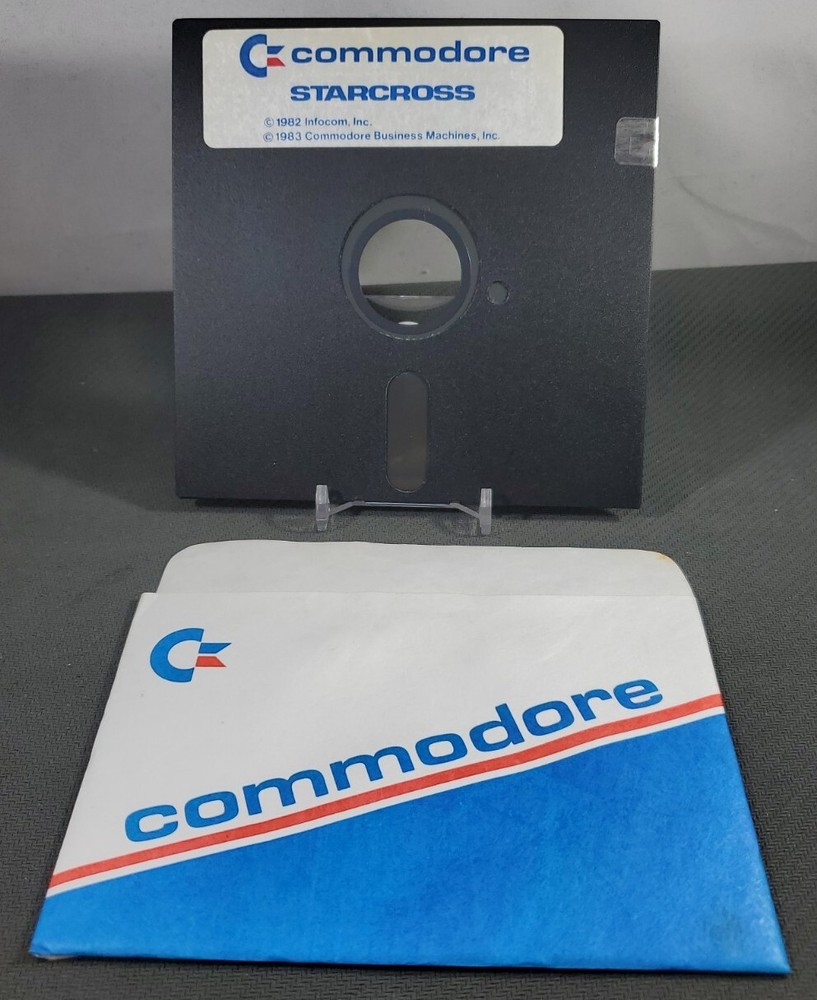 commodore
STARCROSS
© 1982 Infocom, Inc.
© 1983 Commodore Business Machines, Inc.
commodore